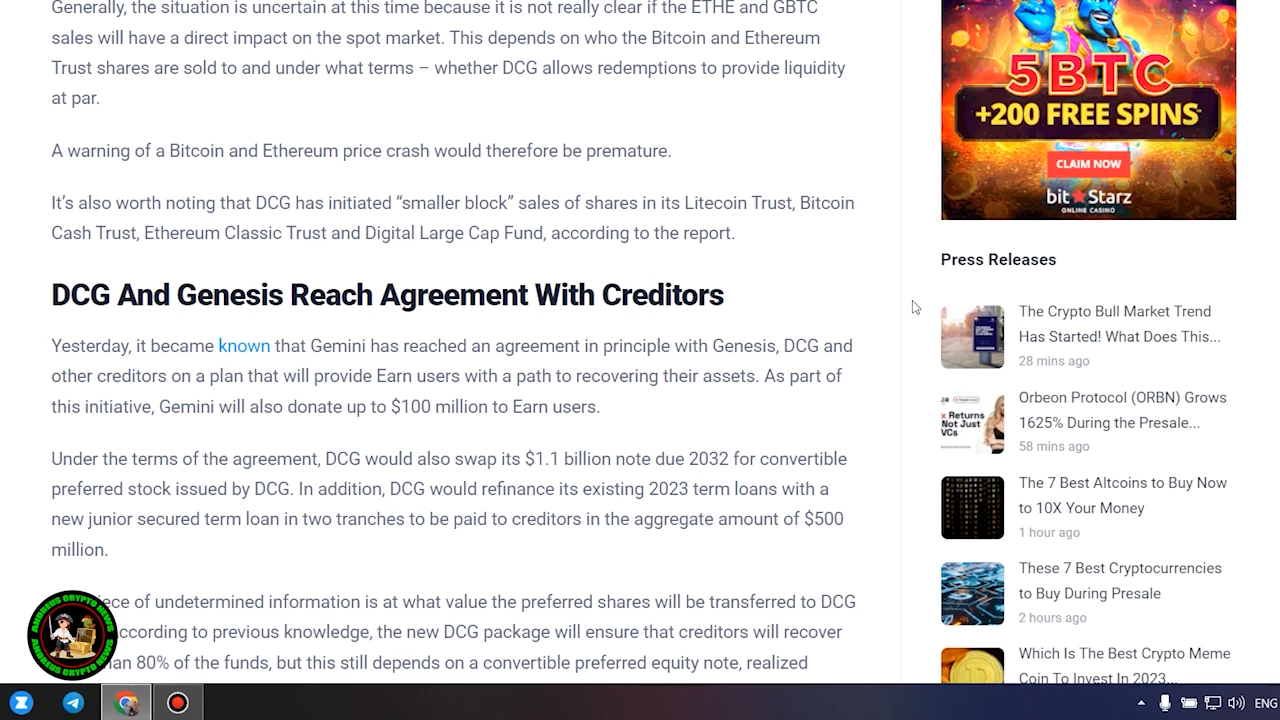 Generally, the situation is uncertain at this time because it is not really clear if the ETHE and GBTC
sales will have a direct impact on the spot market. This depends on who the Bitcoin and Ethereum
Trust shares are sold to and under what terms – whether DCG allows redemptions to provide liquidity
at par.
A warning of a Bitcoin and Ethereum price crash would therefore be premature.
It’s also worth noting that DCG has initiated “smaller block” sales of shares in its Litecoin Trust, Bitcoin
Cash Trust, Ethereum Classic Trust and Digital Large Cap Fund, according to the report.
DCG And Genesis Reach Agreement With Creditors
Yesterday, it became known that Gemini has reached an agreement in principle with Genesis, DCG and
other creditors on a plan that will provide Earn users with a path to recovering their assets. As part of
this initiative, Gemini will also donate up to $100 million to Earn users.
Under the terms of the agreement, DCG would also swap its $1.1 billion note due 2032 for convertible
preferred stock issued by DCG. In addition, DCG would refinance its existing 2023 term loans with a
new junior secured term loan in two tranches to be paid to creditors in the aggregate amount of $500
million.
piece of undetermined information is at what value the preferred shares will be transferred to DCG
according to previous knowledge, the new DCG package will ensure that creditors will recover
than 80% of the funds, but this still depends on a convertible preferred equity note, realized
ANDREUS CRYPTO NEWS
ANDREUS CRYPTO NEWS
5BTC
+200 FREE SPINS
CLAIM NOW
bit Starz
ONLINE CASINO
Press Releases
The Crypto Bull Market Trend
Has Started! What Does This...
28 mins ago
Returns
Not Just
VCs
Orbeon Protocol (ORBN) Grows
1625% During the Presale...
58 mins ago
The 7 Best Altcoins to Buy Now
to 10X Your Money
1 hour ago
These 7 Best Cryptocurrencies
to Buy During Presale
2 hours ago
Which Is The Best Crypto Meme
Coin To Invest In 2023...
ENG